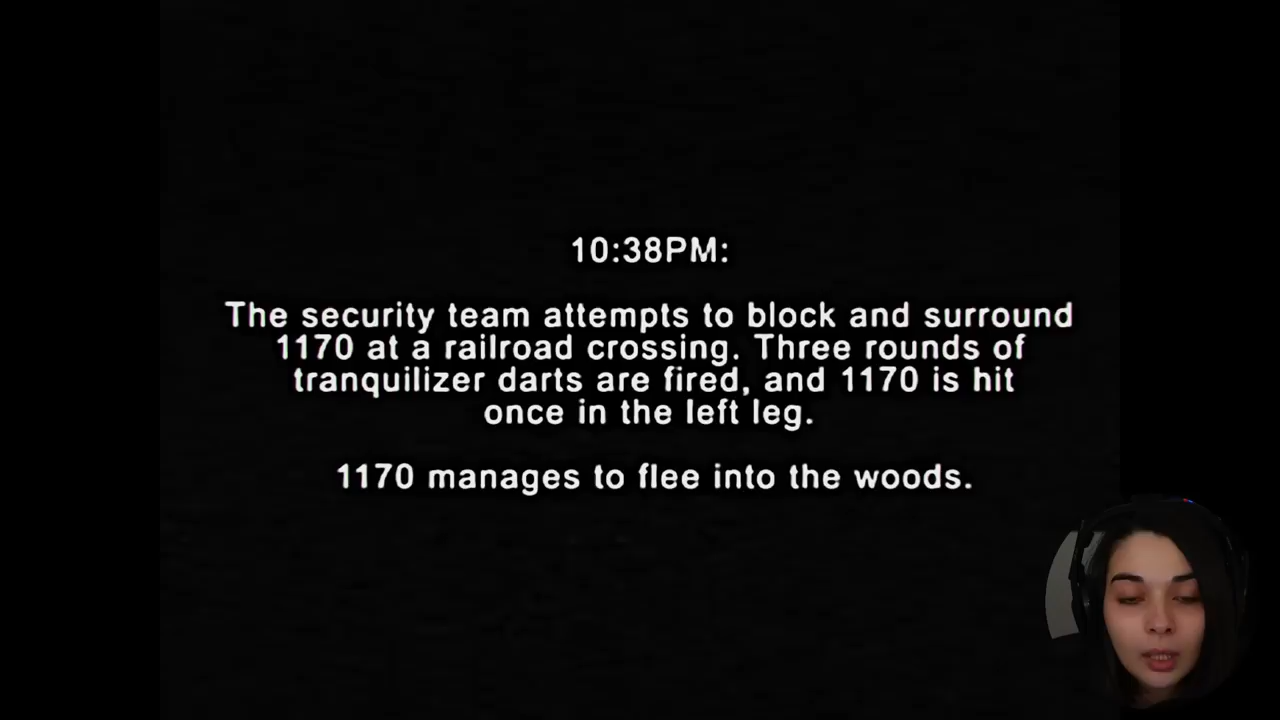 10:38PM:
The security team attempts to block and surround
1170 at a railroad crossing. Three rounds of
tranquilizer darts are fired, and 1170 is hit
once in the left leg.
1170 manages to flee into the woods.